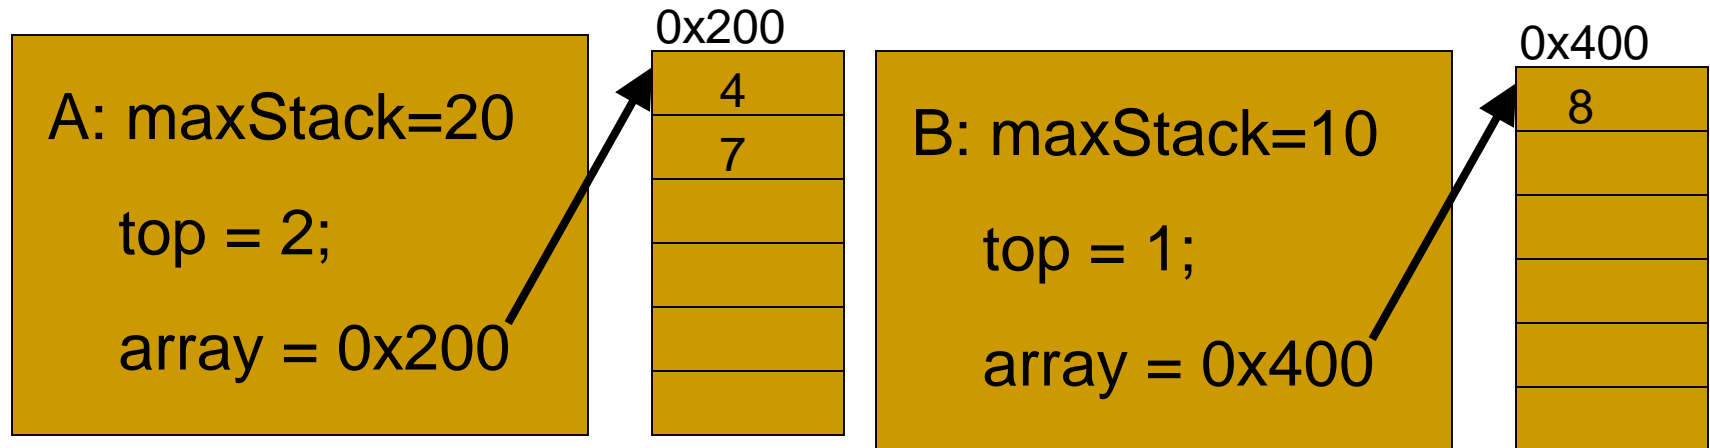 0x200
A: maxStack=20
top = 2;
array = 0x200
4
7
0x400
B: maxStack=10
top = 1;
array = 0x400
8